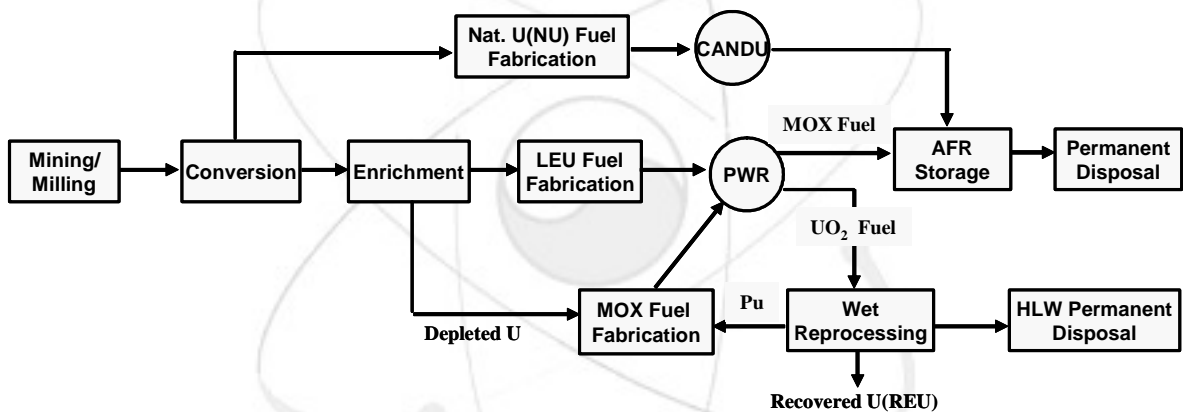 Nat. U(NU) Fuel
Fabrication
CANDU
MOX Fuel
Mining/
Milling
Conversion
Enrichment
LEU Fuel
Fabrication
PWR
AFR
Storage
Permanent
Disposal
UO₂ Fuel
Depleted U
MOX Fuel
Fabrication
Pu
Wet
Reprocessing
HLW Permanent
Disposal
Recovered U(REU)